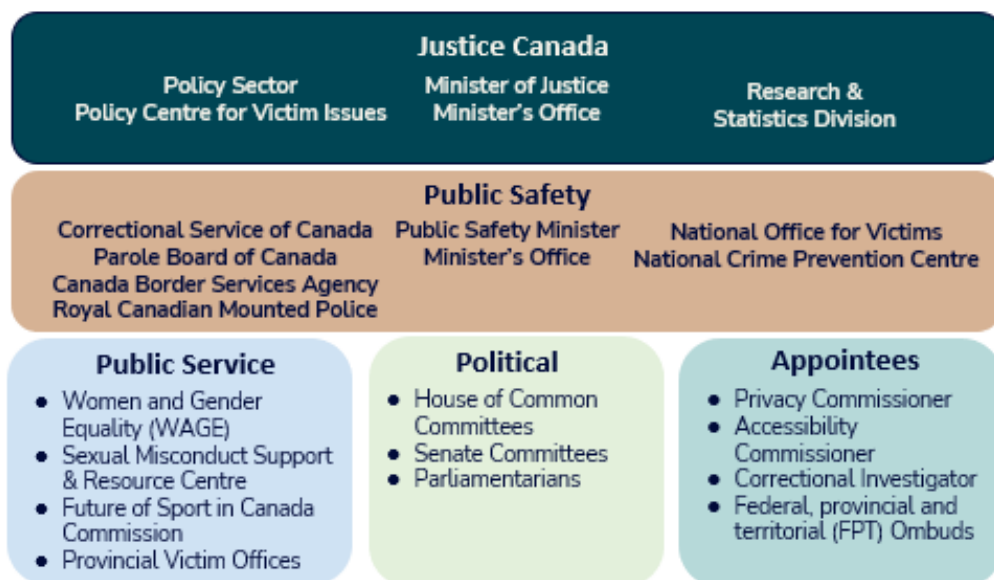 Justice Canada
Policy Sector
Policy Centre for Victim Issues
Minister of Justice
Minister's Office
Research &
Statistics Division
Public Safety
Correctional Service of Canada
Parole Board of Canada
Canada Border Services Agency
Royal Canadian Mounted Police
Public Safety Minister
Minister's Office
National Office for Victims
National Crime Prevention Centre
Public Service
● Women and Gender
Equality (WAGE)
● Sexual Misconduct Support
& Resource Centre
● Future of Sport in Canada
Commission
● Provincial Victim Offices
Political
● House of Common
Committees
● Senate Committees
● Parliamentarians
Appointees
● Privacy Commissioner
● Accessibility
Commissioner
● Correctional Investigator
● Federal, provincial and
territorial (FPT) Ombuds